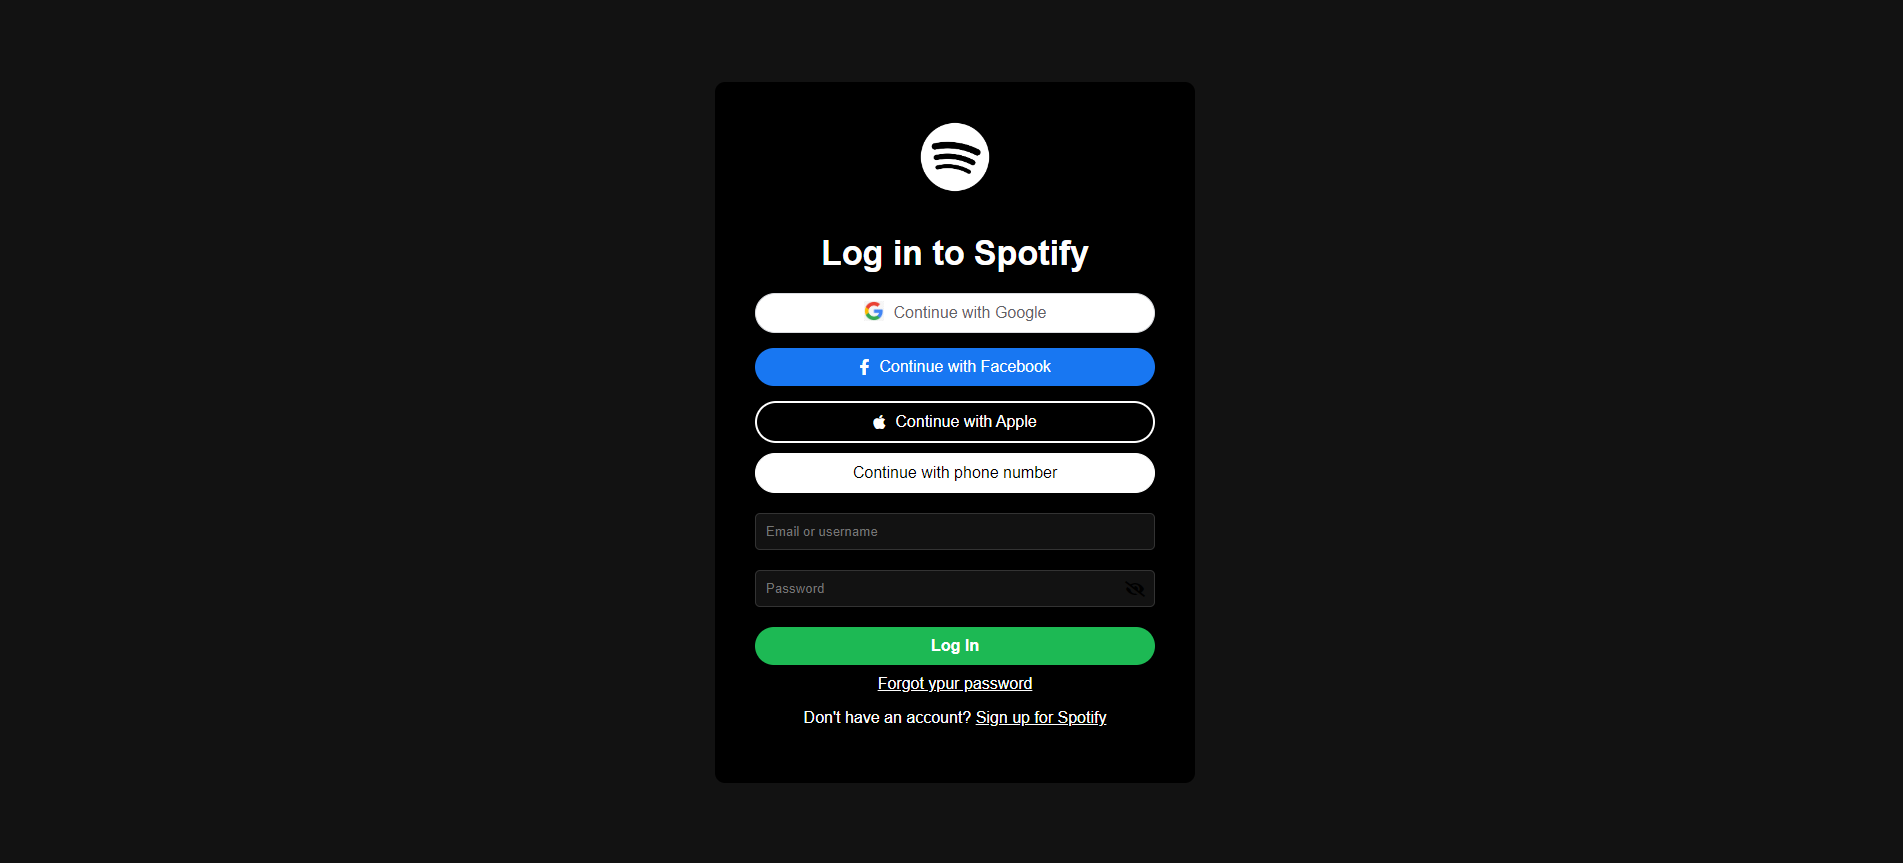 Log in to Spotify
Continue with Google
Continue with Facebook
Continue with Apple
Continue with phone number
Email or username
Password
Log In
Forgot ypur password
Don't have an account? Sign up for Spotify